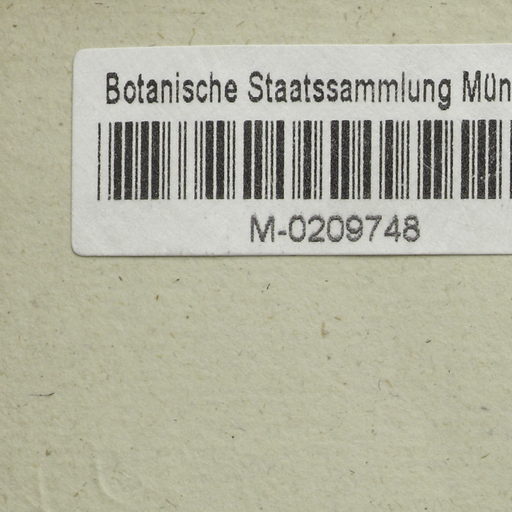 Botanische Staatssammlung Mün
M-0209748